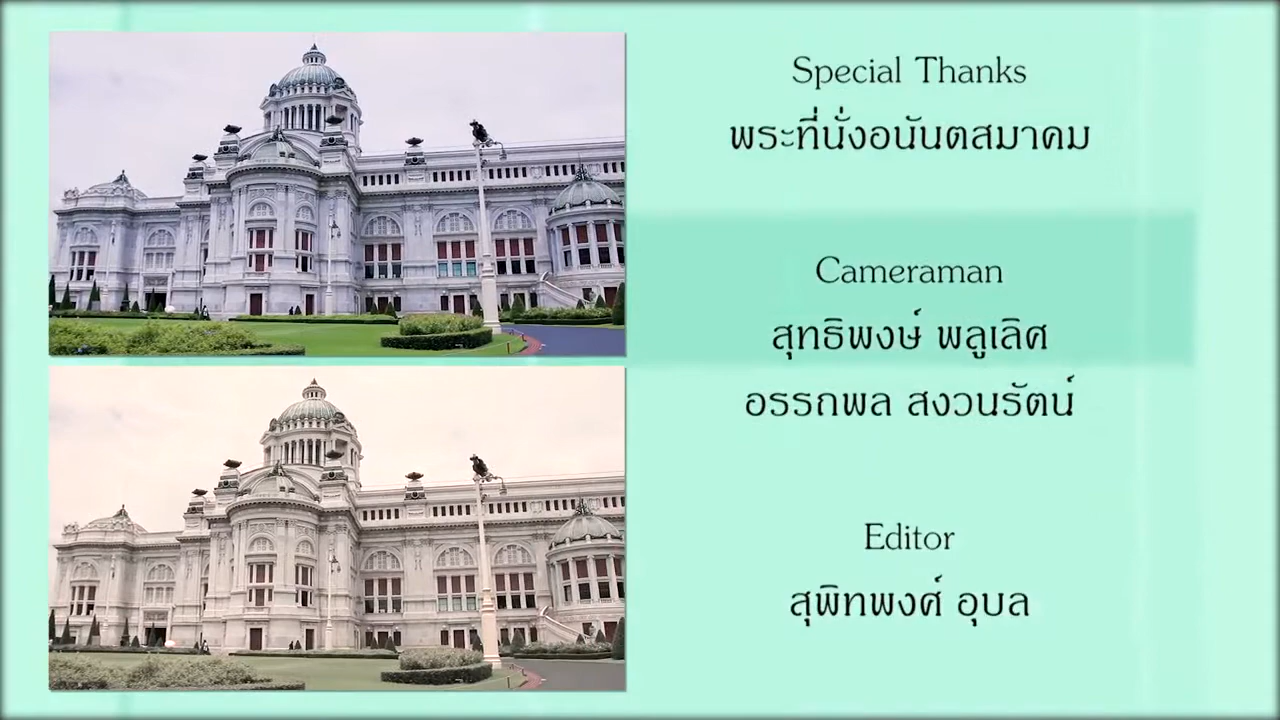 Special Thanks
พระที่นั่งอนันตสมาคม
Cameraman
สุทธิพงษ์ พลูเลิศ
อรรถพล สงวนรัตน์
Editor
สุพิทพงศ์ อุบล